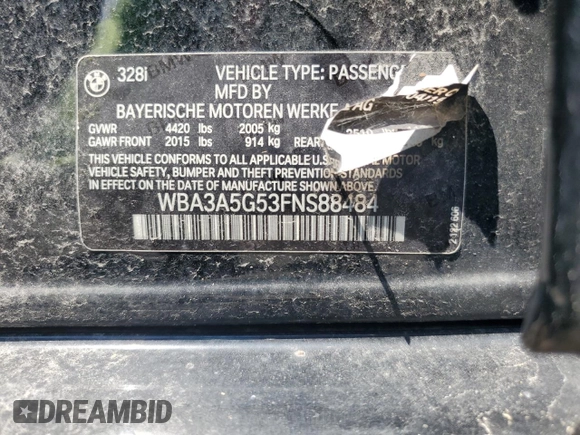 BMW
328i
VEHICLE TYPE: PASSENG
MFD BY
BAYERISCHE MOTOREN WERKE AG
GVWR 4420 lbs 2005 kg
GAWR FRONT 2015 lbs 914 kg REAR
THIS VEHICLE CONFORMS TO ALL APPLICABLE U.S. MOTOR
VEHICLE SAFETY, BUMPER AND THEFT PREVENTION STANDARDS
IN EFFECT ON THE DATE OF MANUFACTURE SHOWN ABOVE.
WBA3A5G53FNS88484
DREAMBID